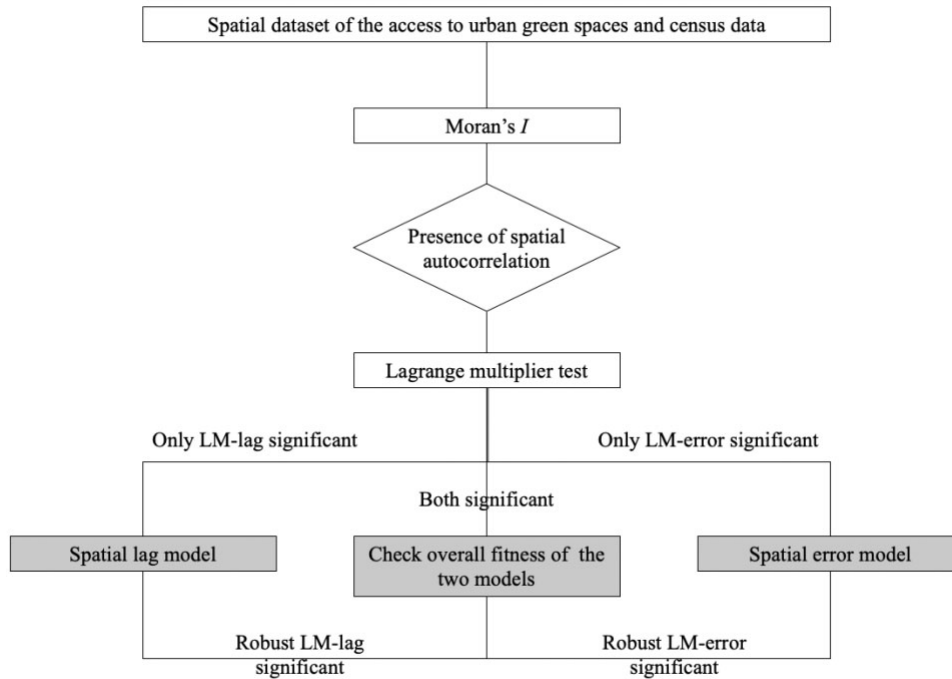 Spatial dataset of the access to urban green spaces and census data
Moran's I
Presence of spatial
autocorrelation
Lagrange multiplier test
Only LM-lag significant
Only LM-error significant
Both significant
Spatial lag model
Check overall fitness of the
two models
Spatial error model
Robust LM-lag
significant
Robust LM-error
significant